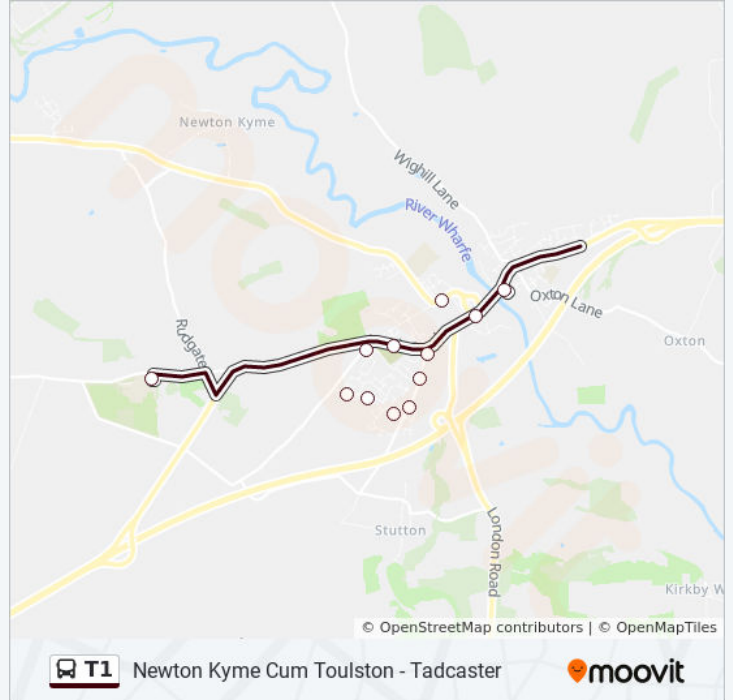 Newton Kyme
Wighill Lane
River Wharfe
Oxton Lane
Rudgate
Oxton
Stutton
London Road
Kirkby W
© OpenStreetMap contributors | © OpenMapTiles
T1 Newton Kyme Cum Toulston - Tadcaster
moovit